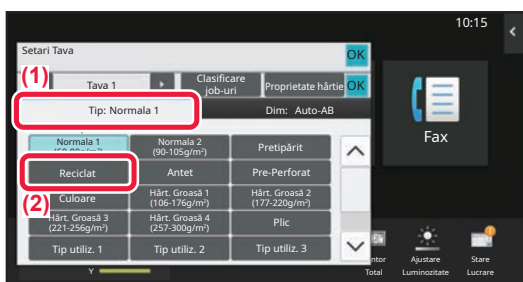 10:15
Setari Tava
OK
(1)
Tava 1
Clasificare
job-uri
Proprietate hârtie
OK
Tip: Normala 1
Dim: Auto-AB
Normala 1
Normala 2
(90-105g/m²)
Pretipărit
Reciclat
Antet
Pre-Perforat
(2)
Culoare
Hârt. Groasă 1
(106-176g/m²)
Hârt. Groasă 2
(177-220g/m²)
Hârt. Groasă 3
(221-256g/m²)
Hârt. Groasă 4
(257-300g/m²)
Plic
Tip utiliz. 1
Tip utiliz. 2
Tip utiliz. 3
Fax
Total
Ajustare
Luminozitate
Stare
Lucrare
Y